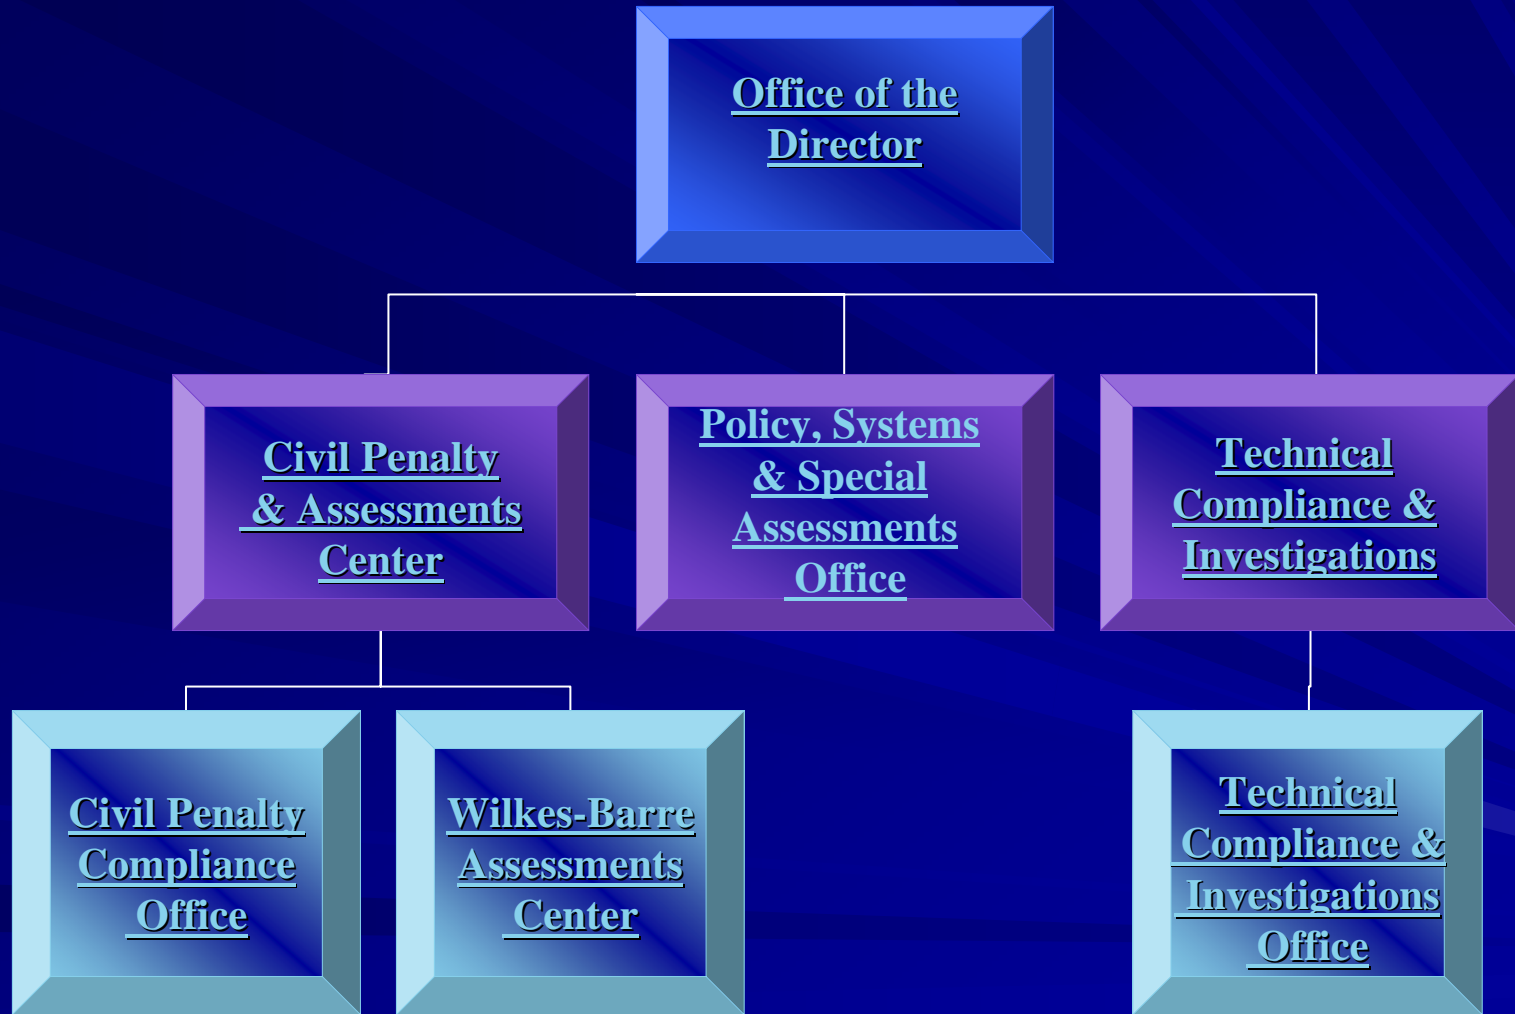 Office of the
Director
Civil Penalty
& Assessments
Center
Policy, Systems
& Special
Assessments
Office
Technical
Compliance &
Investigations
Civil Penalty
Compliance
Office
Wilkes-Barre
Assessments
Center
Technical
Compliance &
Investigations
Office